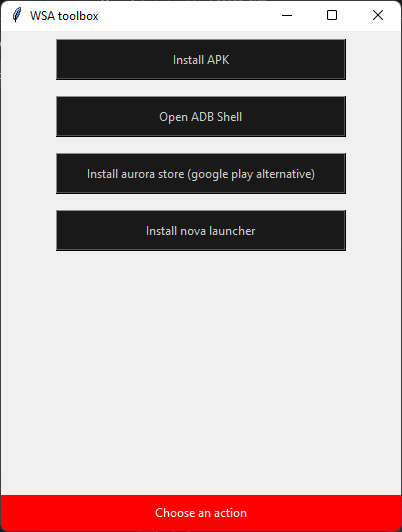 WSA toolbox
Install APK
Open ADB Shell
Install aurora store (google play alternative)
Install nova launcher
Choose an action